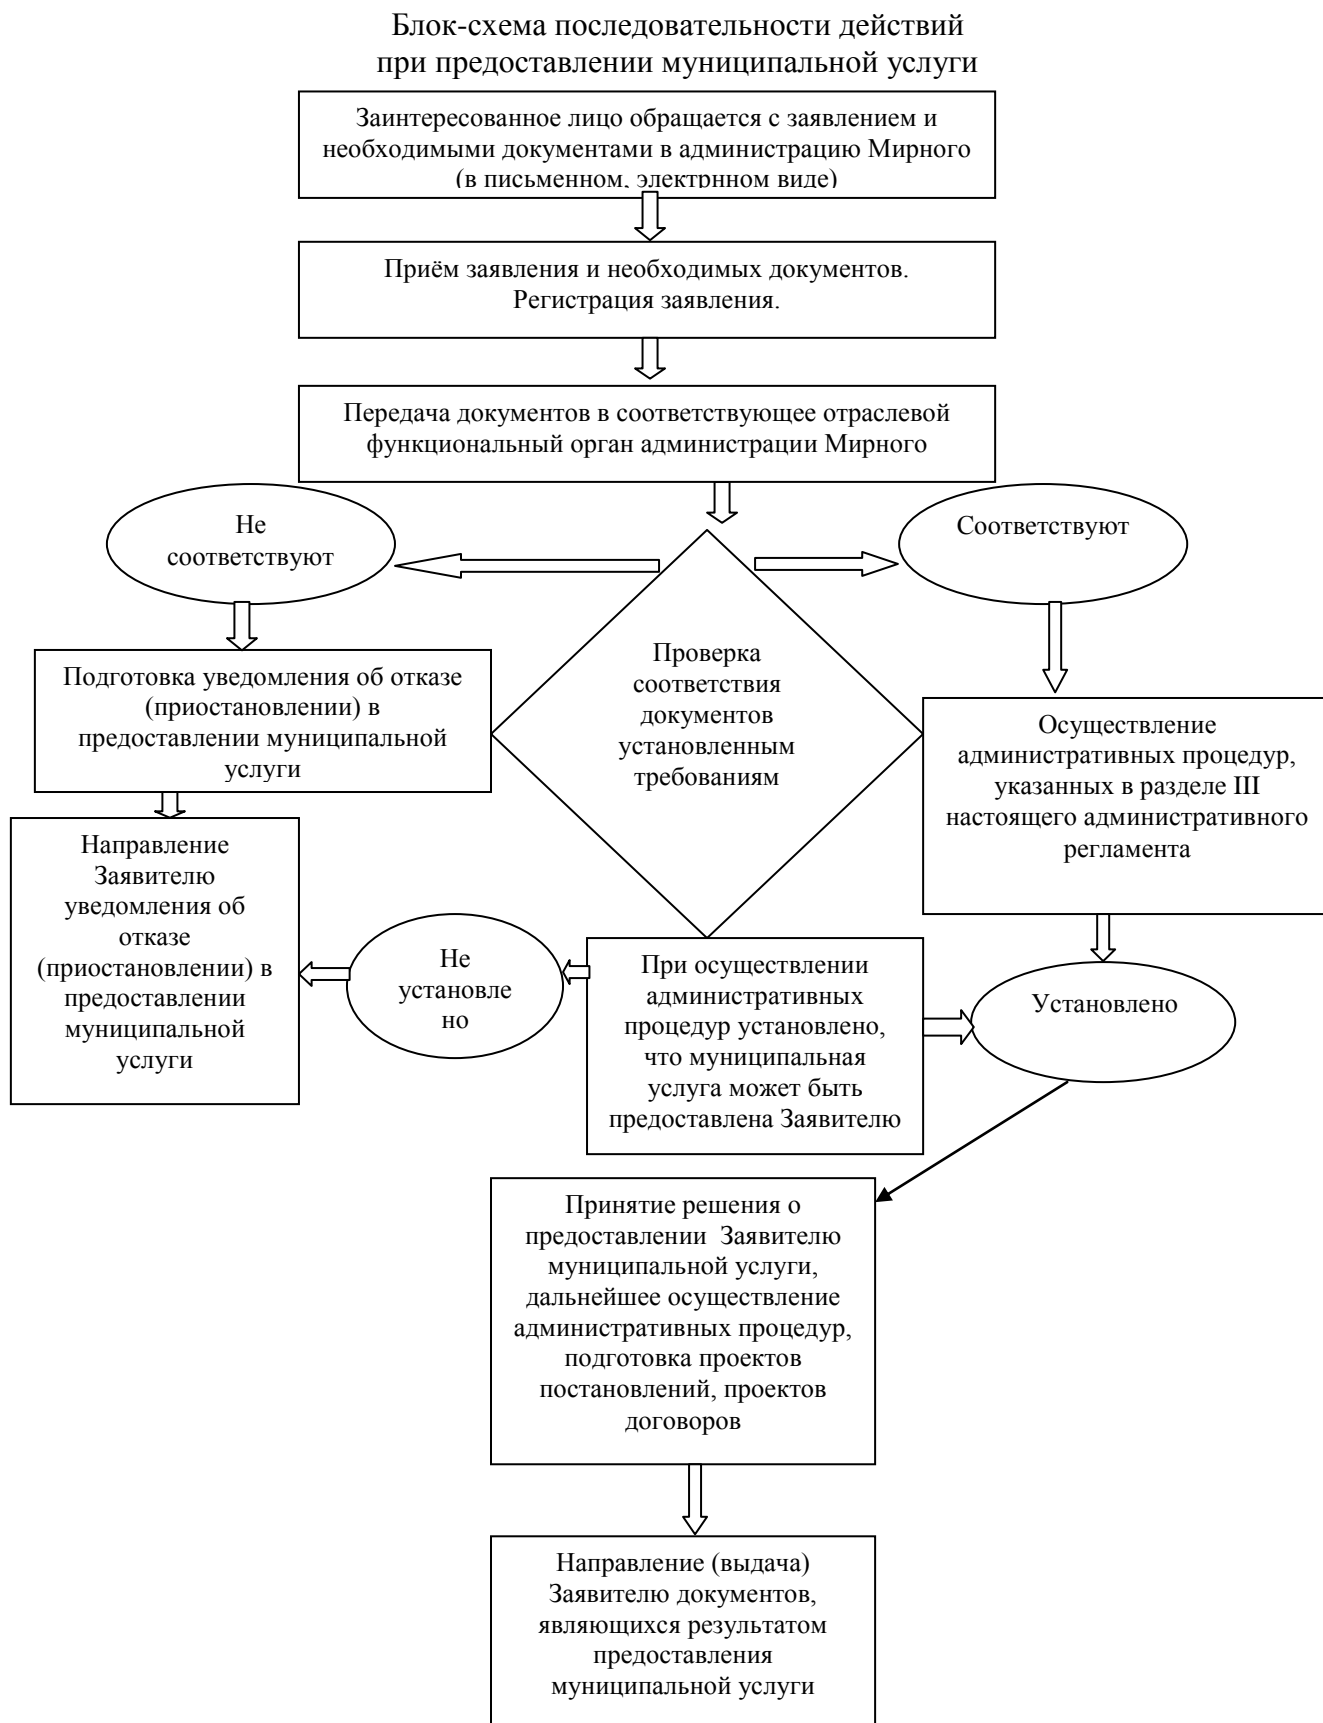 Блок-схема последовательности действий
при предоставлении муниципальной услуги
Заинтересованное лицо обращается с заявлением и
необходимыми документами в администрацию Мирного
(в письменном, электрнном виде)
Приём заявления и необходимых документов.
Регистрация заявления.
Передача документов в соответствующее отраслевой
функциональный орган администрации Мирного
Не
соответствуют
Соответствуют
Проверка
соответствия
документов
установленным
требованиям
Подготовка уведомления об отказе
(приостановлении) в
предоставлении муниципальной
услуги
Осуществление
административных процедур,
указанных в разделе III
настоящего административного
регламента
Направление
Заявителю
уведомления об
отказе
(приостановлении) в
предоставлении
муниципальной
услуги
Не
установле
но
При осуществлении
административных
процедур установлено,
что муниципальная
услуга может быть
предоставлена Заявителю
Установлено
Принятие решения о
предоставлении  Заявителю
муниципальной услуги,
дальнейшее осуществление
административных процедур,
подготовка проектов
постановлений, проектов
договоров
Направление (выдача)
Заявителю документов,
являющихся результатом
предоставления
муниципальной услуги